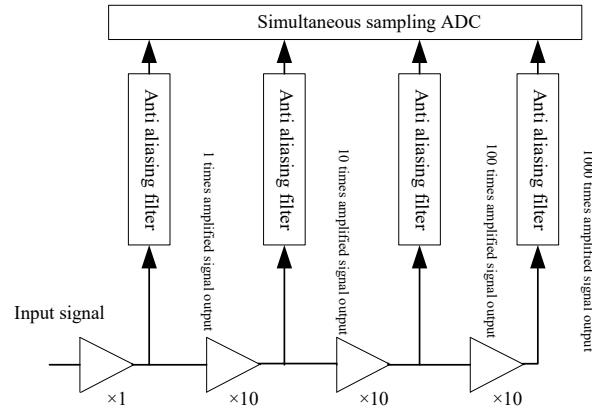 Simultaneous sampling ADC
Anti aliasing filter
1 times amplified signal output
Anti aliasing filter
10 times amplified signal output
Anti aliasing filter
100 times amplified signal output
Anti aliasing filter
1000 times amplified signal output
Input signal
×1
×10
×10
×10